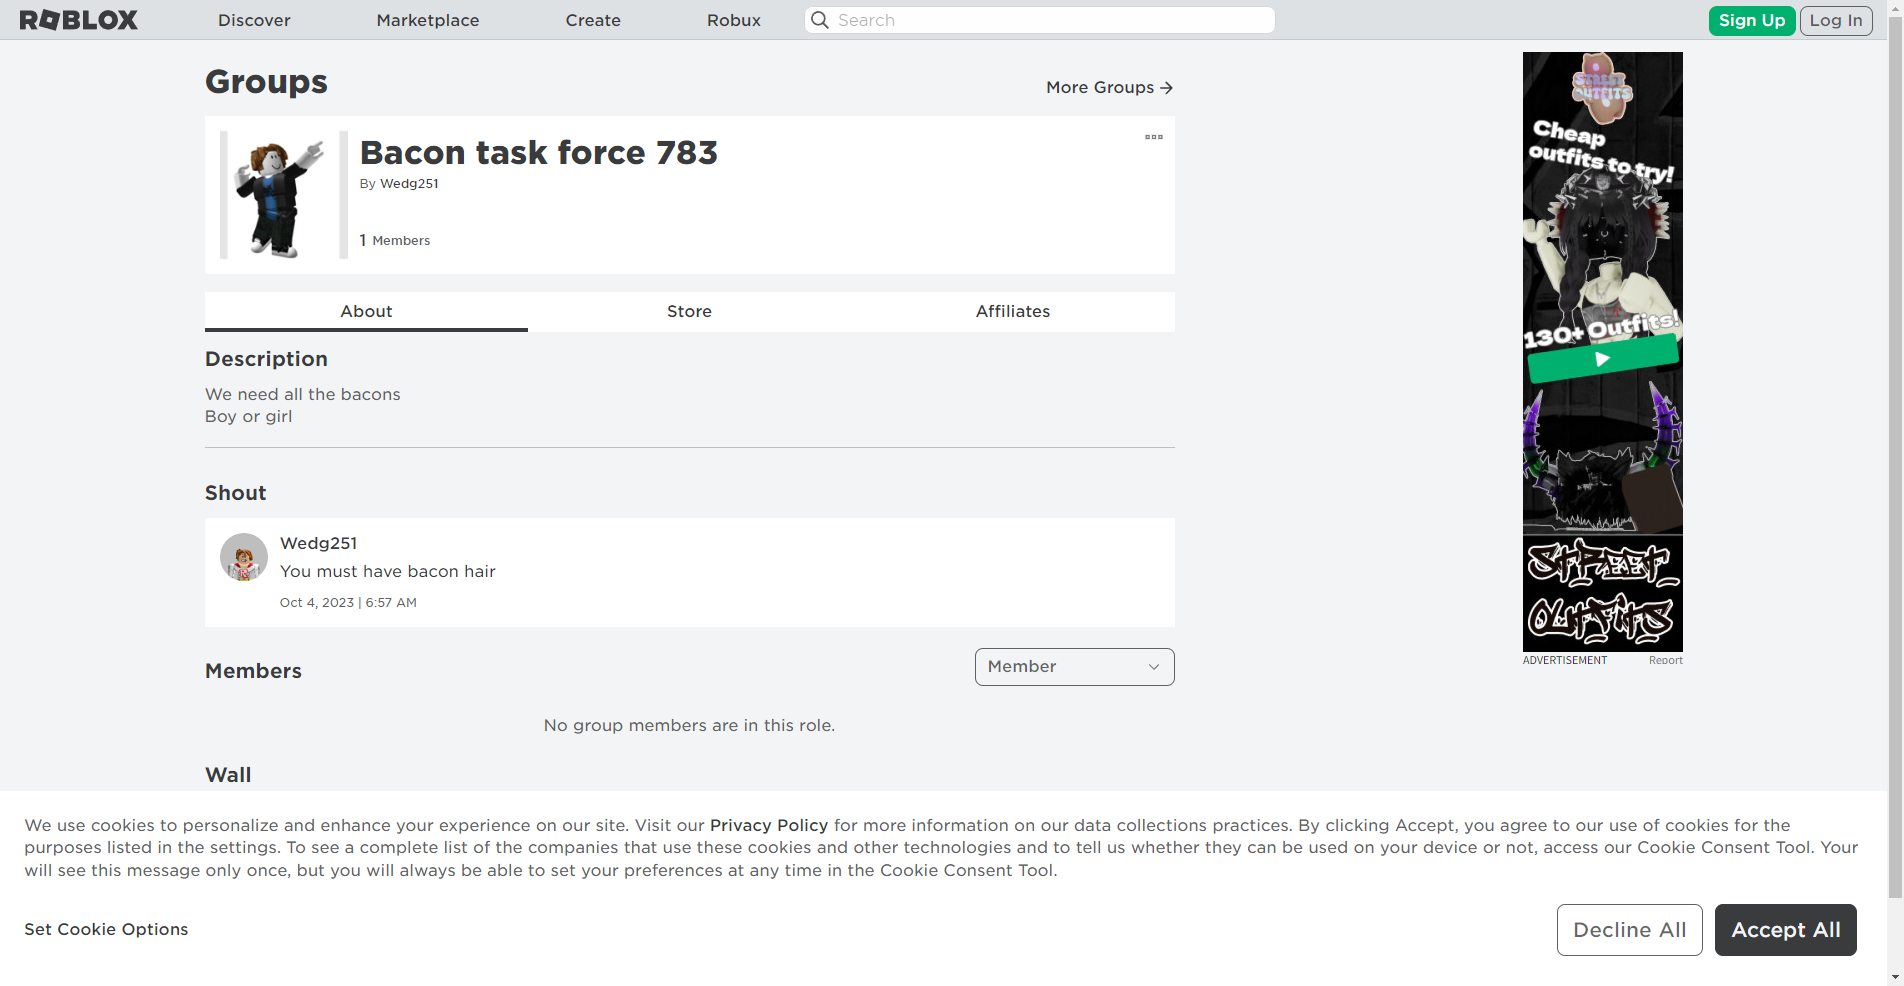 ROBLOX
Discover
Marketplace
Create
Robux
Search
Sign Up
Log In
Groups
More Groups
Bacon task force 783
By Wedg251
1 Members
About
Store
Affiliates
Description
We need all the bacons
Boy or girl
Shout
Wedg251
You must have bacon hair
Oct 4, 2023 | 6:57 AM
Members
Member
No group members are in this role.
Wall
STREET
OUTFITS
Cheap
outfits to try!
130+ Outfits!
STREET
OUTFITS
ADVERTISEMENT
Report
We use cookies to personalize and enhance your experience on our site. Visit our Privacy Policy for more information on our data collections practices. By clicking Accept, you agree to our use of cookies for the
purposes listed in the settings. To see a complete list of the companies that use these cookies and other technologies and to tell us whether they can be used on your device or not, access our Cookie Consent Tool. Your
will see this message only once, but you will always be able to set your preferences at any time in the Cookie Consent Tool.
Set Cookie Options
Decline All
Accept All